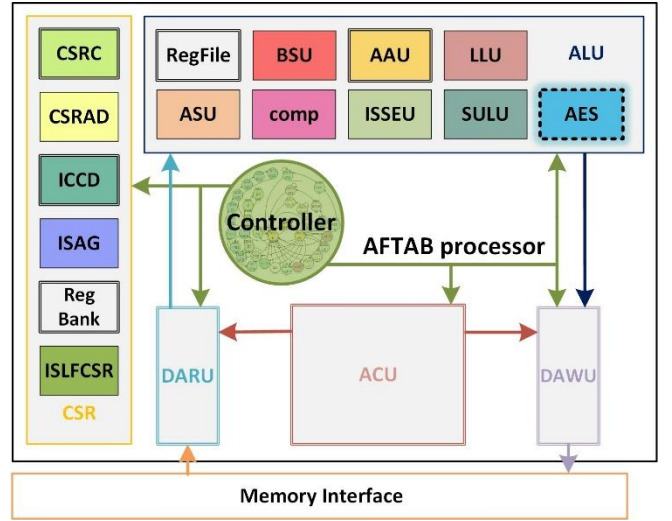 CSRC
CSRAD
ICCD
ISAG
Reg
Bank
ISLFCSR
CSR
RegFile
BSU
AAU
LLU
ALU
ASU
comp
ISSEU
SULU
AES
Controller
AFTAB processor
DARU
ACU
DAWU
Memory Interface